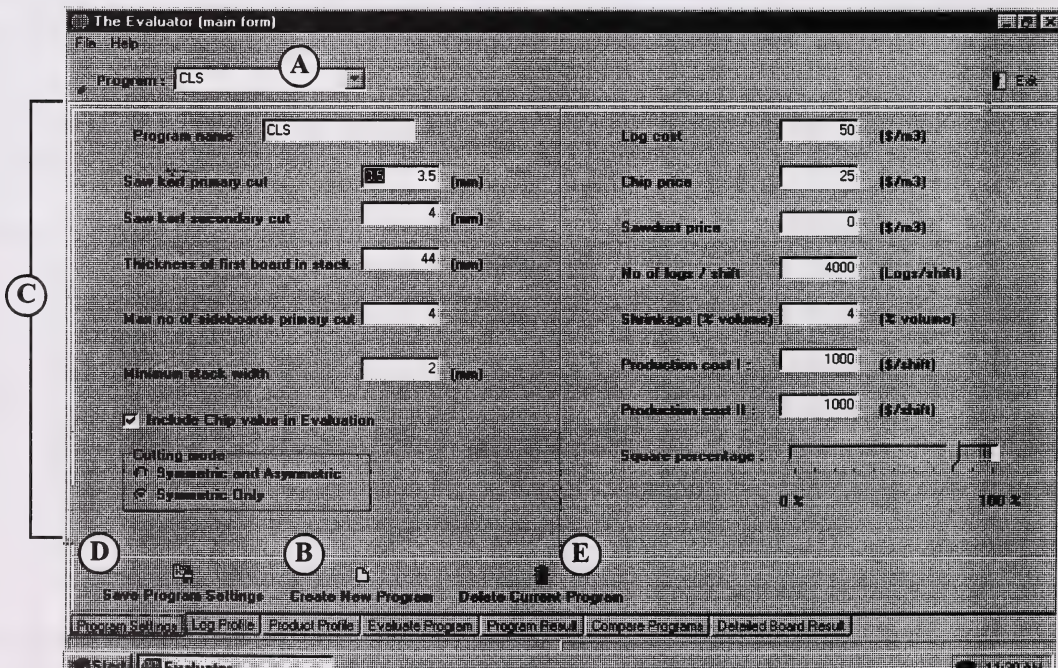 The Evaluator (main form)
File Help
A
Program : CLS
Exit
C
Program name CLS
Saw kerf primary cut 3.5 3.5 (mm)
Saw kerf secondary cut 4 (mm)
Thickness of first board in stack 44 (mm)
Max no of sideboards primary cut 4
Minimum stack width 2 (mm)
Include Chip value in Evaluation
Cutting mode
Symmetric and Asymmetric
Symmetric Only
Log cost 50 ($/m3)
Chip price 25 ($/m3)
Sawdust price 0 ($/m3)
No of logs / shift 4000 (Logs/shift)
Shrinkage (% volume) 4 (% volume)
Production cost I : 1000 ($/shift)
Production cost II : 1000 ($/shift)
Square percentage :
0 % 100 %
D B E
Save Program Settings Create New Program Delete Current Program
Program Settings Log Profile Product Profile Evaluate Program Program Result Compare Programs Detailed Board Result
Start Evaluator